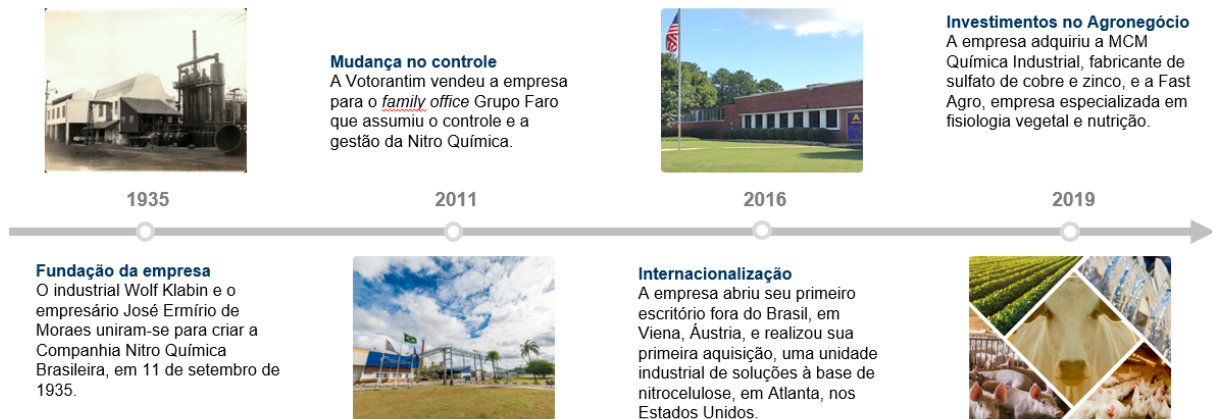 Mudança no controle
A Votorantim vendeu a empresa
para o family office Grupo Faro
que assumiu o controle e a
gestão da Nitro Química.
Investimentos no Agronegócio
A empresa adquiriu a MCM
Química Industrial, fabricante de
sulfato de cobre e zinco, e a Fast
Agro, empresa especializada em
fisiologia vegetal e nutrição.
1935
2011
2016
2019
Fundação da empresa
O industrial Wolf Klabin e o
empresário José Ermírio de
Moraes uniram-se para criar a
Companhia Nitro Química
Brasileira, em 11 de setembro de
1935.
Internacionalização
A empresa abriu seu primeiro
escritório fora do Brasil, em
Viena, Áustria, e realizou sua
primeira aquisição, uma unidade
industrial de soluções à base de
nitrocelulose, em Atlanta, nos
Estados Unidos.